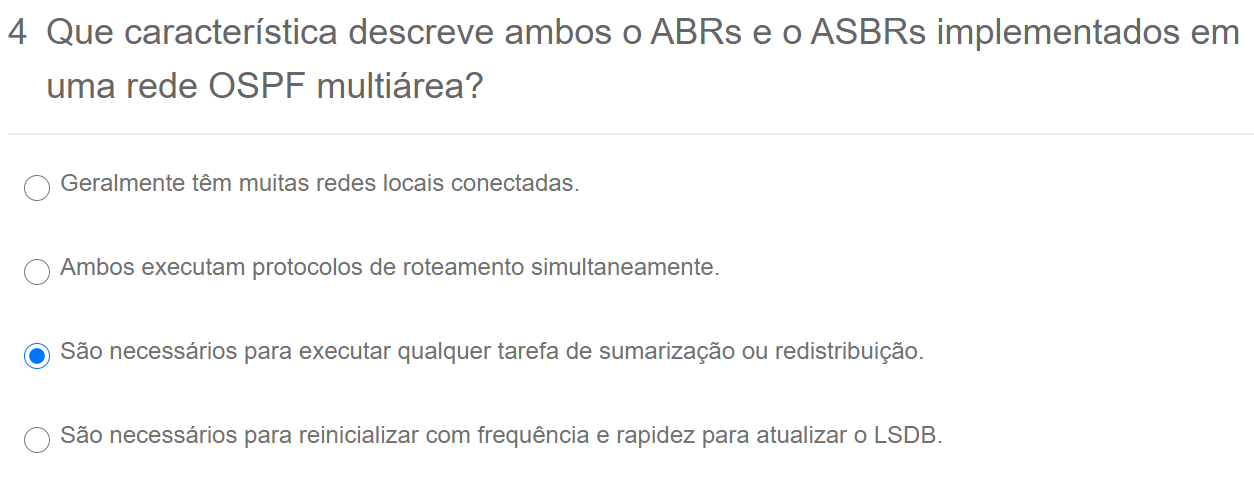 4 Que característica descreve ambos o ABRs e o ASBRs implementados em
uma rede OSPF multiárea?
Geralmente têm muitas redes locais conectadas.
Ambos executam protocolos de roteamento simultaneamente.
São necessários para executar qualquer tarefa de sumarização ou redistribuição.
São necessários para reinicializar com frequência e rapidez para atualizar o LSDB.